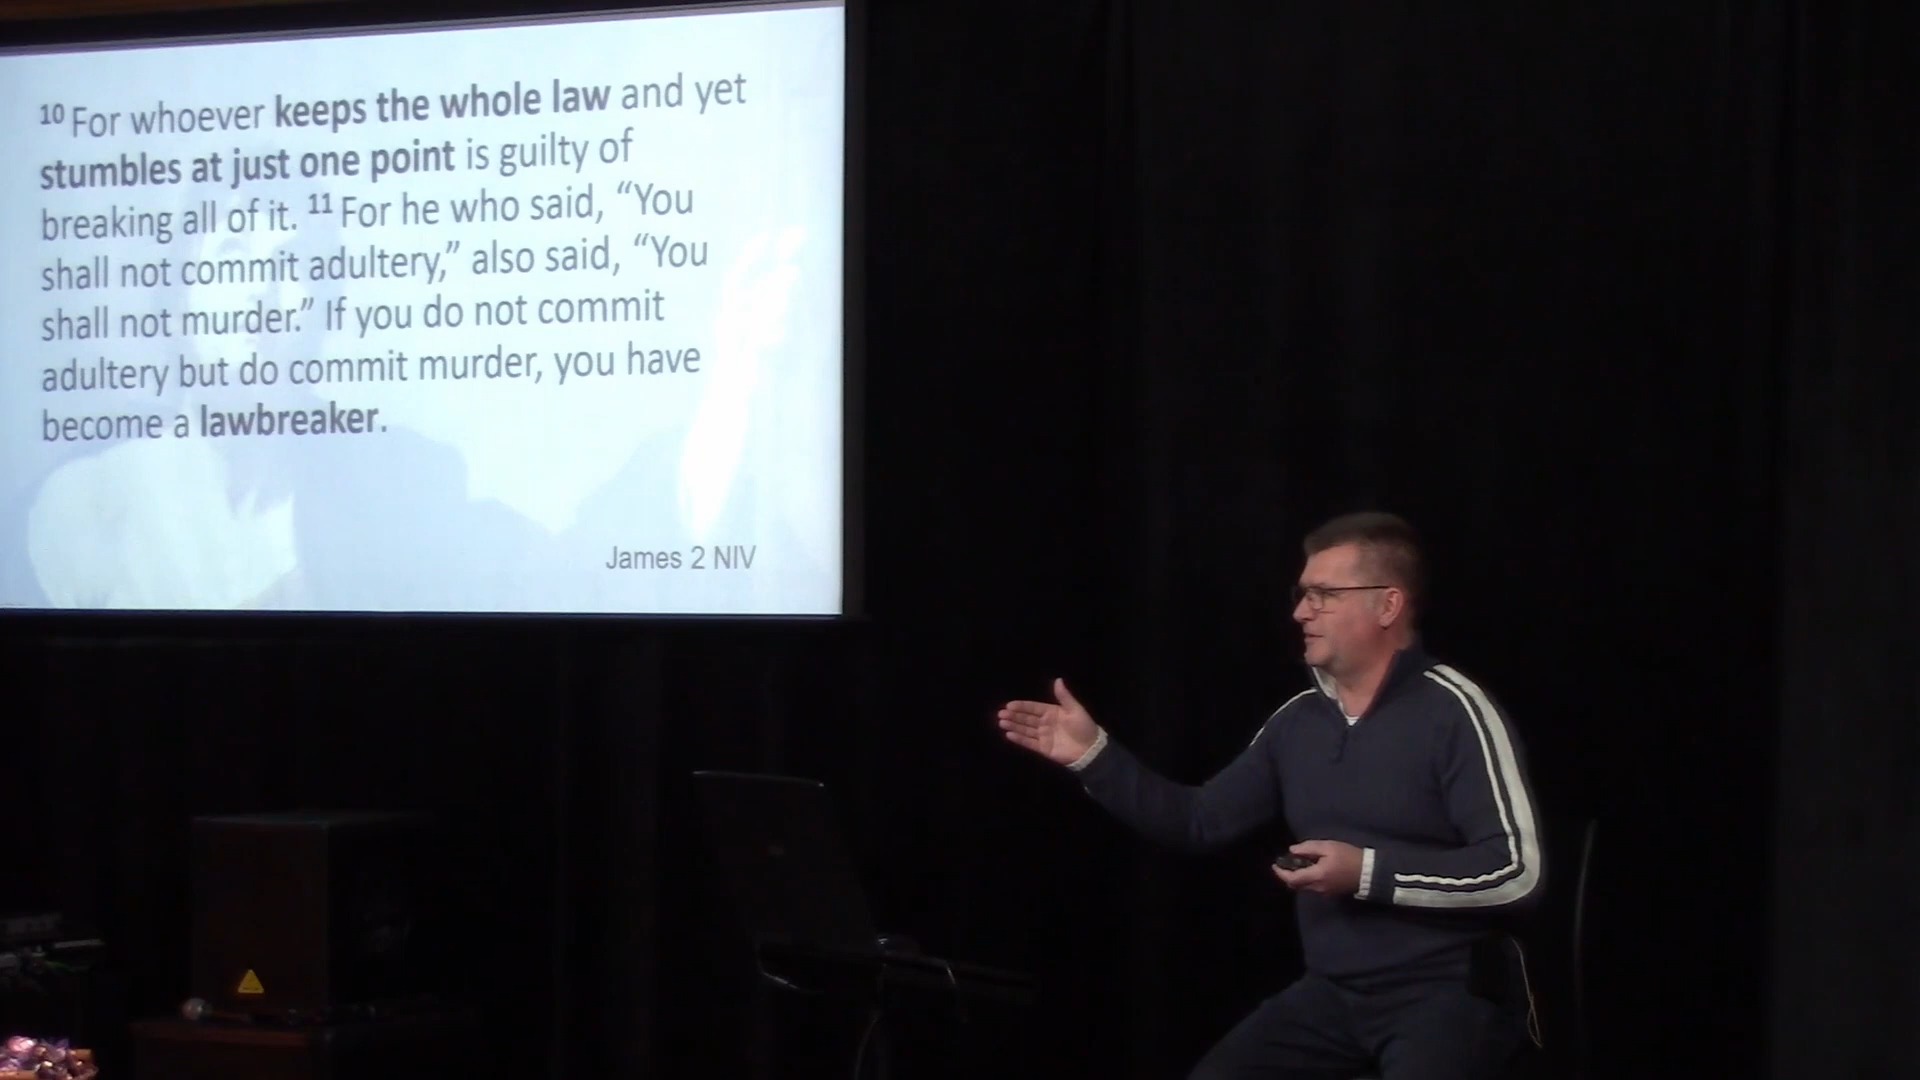 10 For whoever keeps the whole law and yet
stumbles at just one point is guilty of
breaking all of it. 11 For he who said, “You
shall not commit adultery,” also said, “You
shall not murder.” If you do not commit
adultery but do commit murder, you have
become a lawbreaker.
James 2 NIV